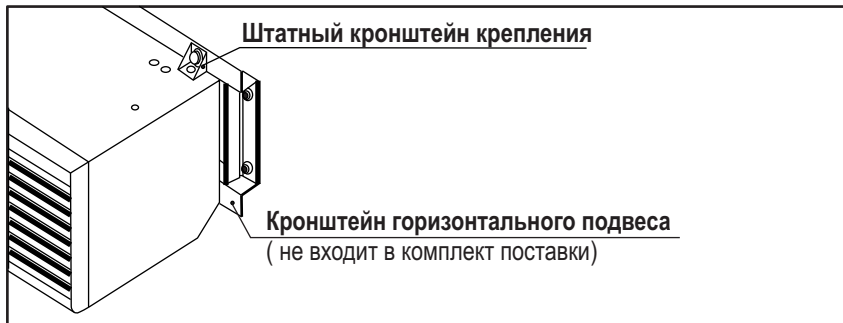 Штатный кронштейн крепления
Кронштейн горизонтального подвеса
( не входит в комплект поставки)